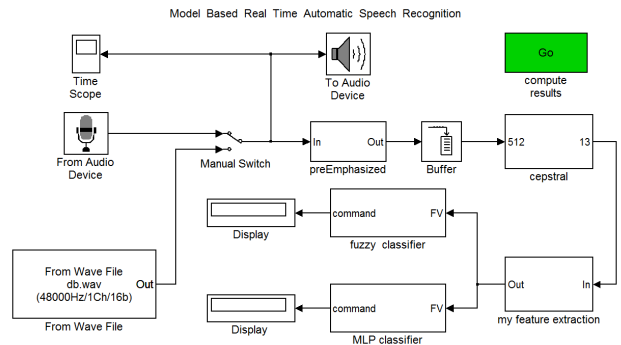 Model Based Real Time Automatic Speech Recognition
Time
Scope
To Audio
Device
Go
compute
results
From Audio
Device
Manual Switch
In
Out
preEmphasized
Buffer
512
13
cepstral
command
FV
fuzzy classifier
Display
From Wave File
db.wav
(48000Hz/1Ch/16b)
Out
From Wave File
command
FV
MLP classifier
Display
Out
In
my feature extraction